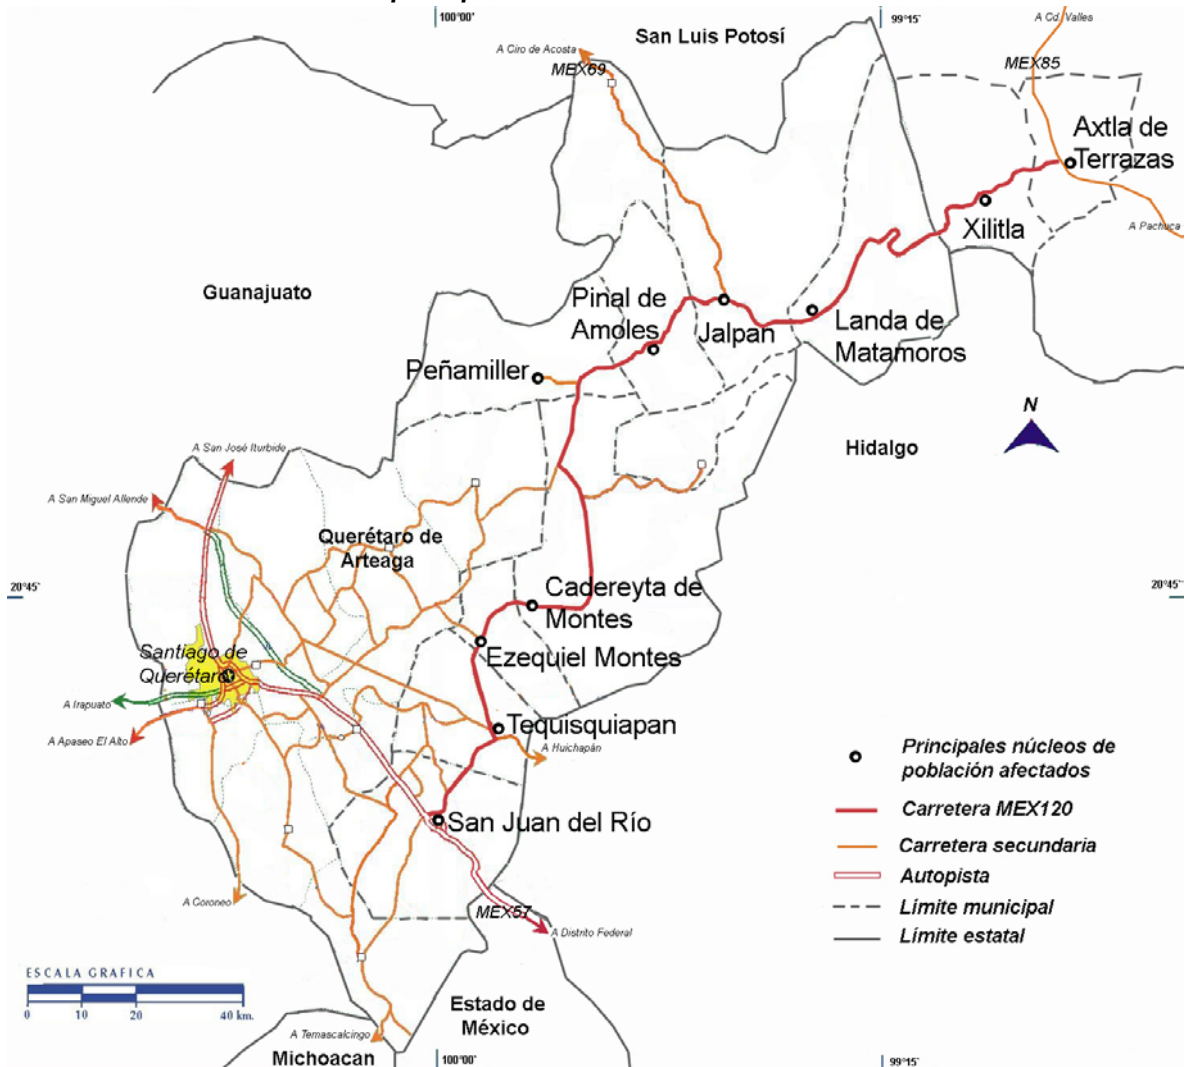 100°00'
99°15'
A Cd. Valles
San Luis Potosí
A Ciro de Acosta
MEX69
MEX85
Axtla de
Terrazas
Xilitla
A Pachuca
Guanajuato
Pinal de
Amoles
Jalpan
Landa de
Matamoros
Peñamiller
N
Hidalgo
A San José Iturbide
A San Miguel Allende
Querétaro de
Arteaga
20°45'
20°45'
Cadereyta de
Montes
Santiago de
Querétaro
Ezequiel Montes
A Irapuato
A Apaseo El Alto
Tequisquiapan
A Huichapán
Principales núcleos de
población afectados
Carretera MEX120
San Juan del Río
Carretera secundaria
Autopista
A Coroneo
MEX57
Límite municipal
A Distrito Federal
Límite estatal
ESCALA GRAFICA
0 10 20 40 km.
Estado de
México
A Temascalcingo
Michoacan
100°00'
99°15'